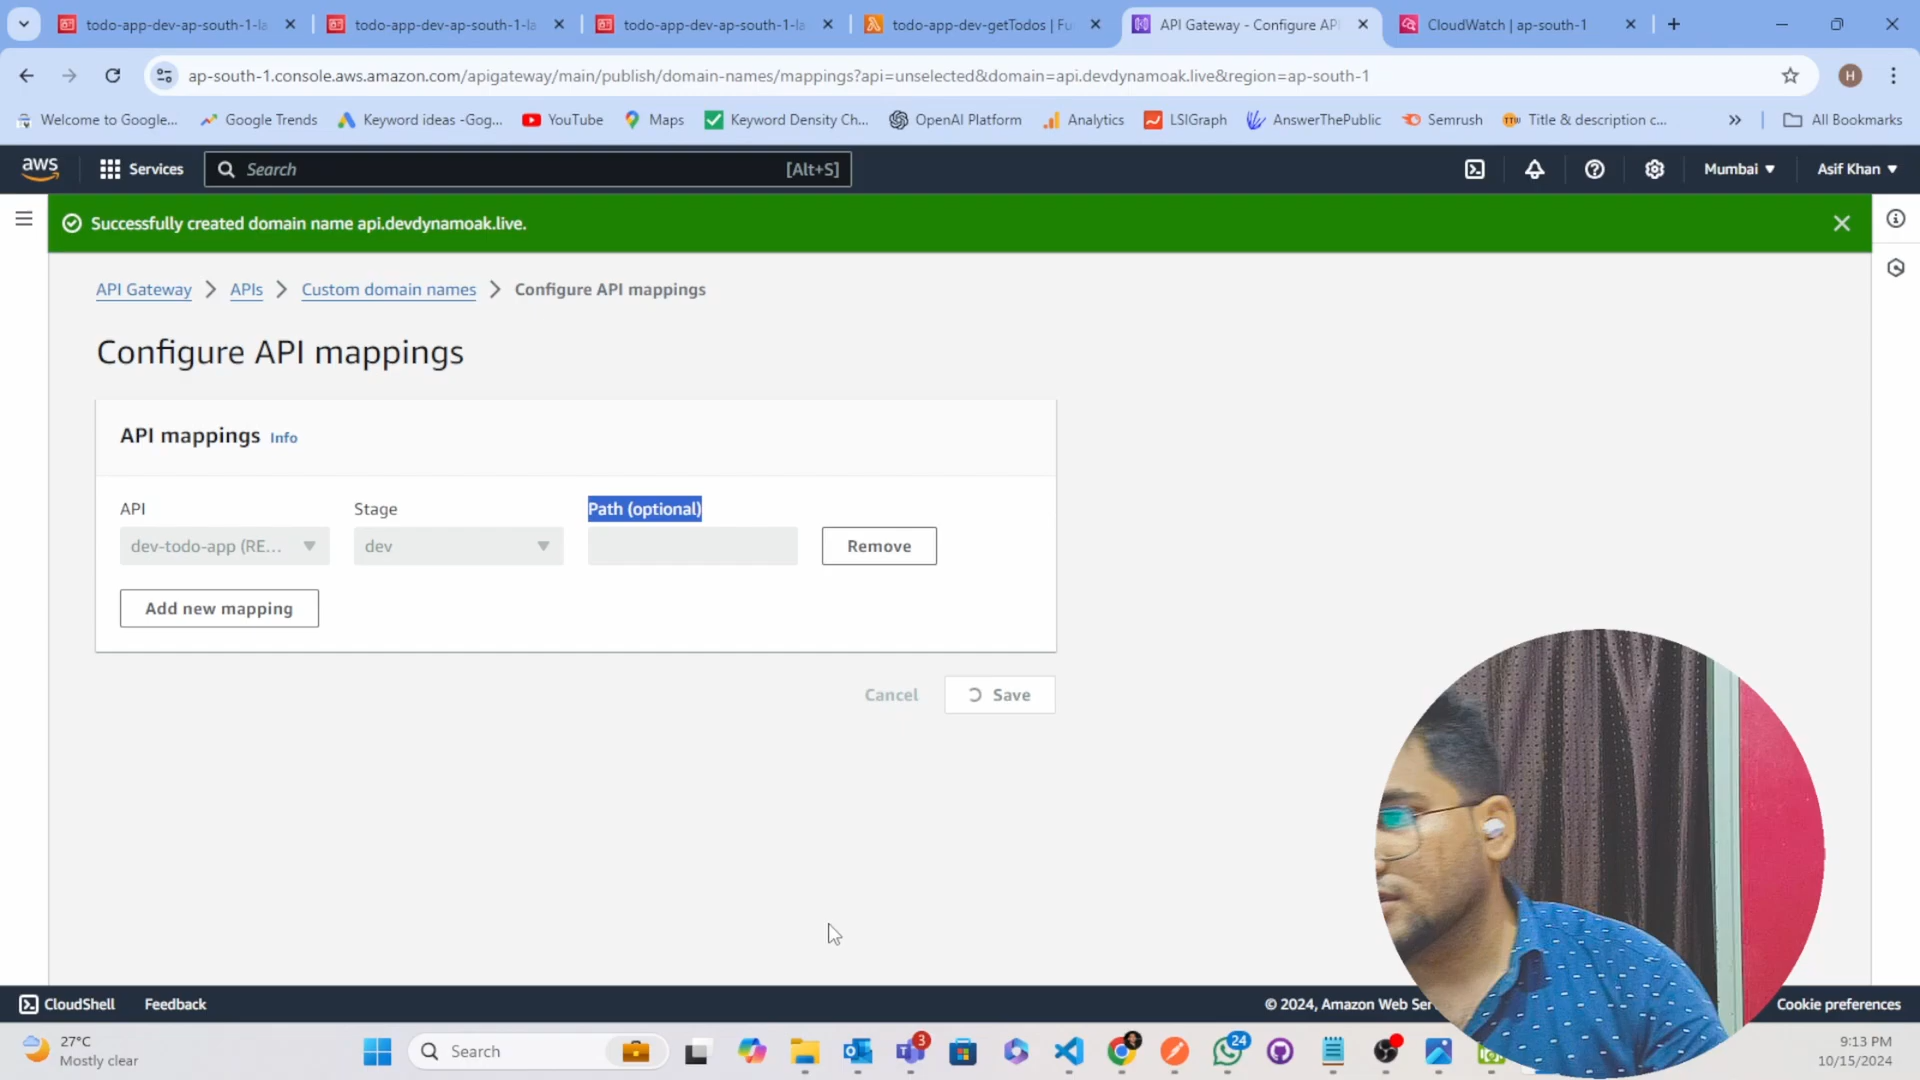 todo-app-dev-ap-south-1-la
todo-app-dev-ap-south-1-la
todo-app-dev-ap-south-1-la
todo-app-dev-getTodos | Fu
API Gateway - Configure API
CloudWatch | ap-south-1
ap-south-1.console.aws.amazon.com/apigateway/main/publish/domain-names/mappings?api=unselected&domain=api.devdynamoak.live&region=ap-south-1
H
Welcome to Google...
Google Trends
Keyword ideas -Gog...
YouTube
Maps
Keyword Density Ch...
OpenAI Platform
Analytics
LSIGraph
AnswerThePublic
Semrush
Title & description c...
All Bookmarks
aws
Services
Search
[Alt+S]
Mumbai
Asif Khan
Successfully created domain name api.devdynamoak.live.
API Gateway
APIs
Custom domain names
Configure API mappings
Configure API mappings
API mappings Info
API
Stage
Path (optional)
dev-todo-app (RE...
dev
Remove
Add new mapping
Cancel
Save
CloudShell
Feedback
© 2024, Amazon Web Ser
Cookie preferences
27°C
Mostly clear
Search
3
24
9:13 PM
10/15/2024